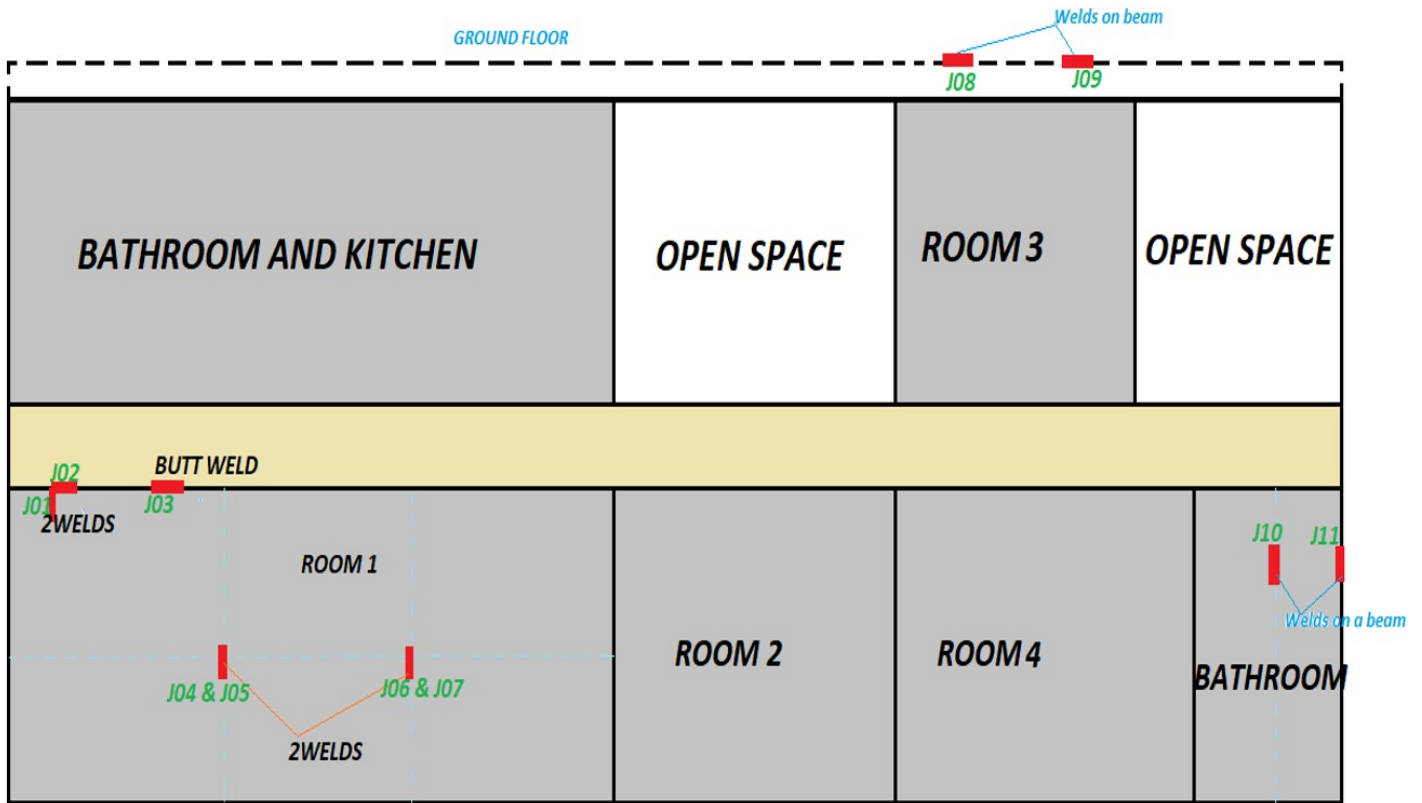 Welds on beam
GROUND FLOOR
J08
J09
BATHROOM AND KITCHEN
OPEN SPACE
ROOM 3
OPEN SPACE
BUTT WELD
J02
J01
J03
2WELDS
ROOM 1
J10
J11
Welds on a beam
ROOM 2
ROOM 4
BATHROOM
J04 & J05
J06 & J07
2WELDS